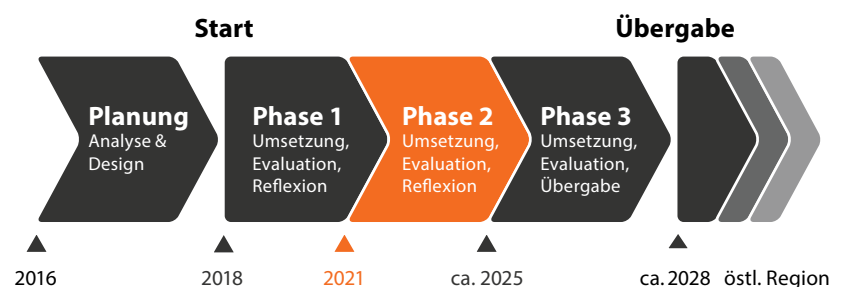 Start
Übergabe
Planung
Analyse &
Design
Phase 1
Umsetzung,
Evaluation,
Reflexion
Phase 2
Umsetzung,
Evaluation,
Reflexion
Phase 3
Umsetzung,
Evaluation,
Übergabe
2016
2018
2021
ca. 2025
ca. 2028
östl. Region